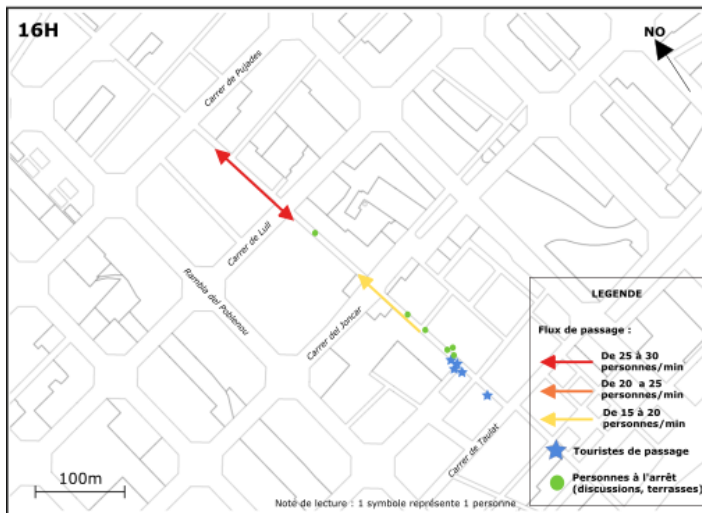 16H
NO
Carrer de Pujades
Carrer de Lull
Rambla del Poblenou
Carrer del Joncar
Carrer de Taulat
100m
Note de lecture : 1 symbole représente 1 personne
LEGENDE
Flux de passage :
De 25 à 30
personnes/min
De 20 a 25
personnes/min
De 15 à 20
personnes/min
Touristes de passage
Personnes à l'arrêt
(discussions, terrasses)